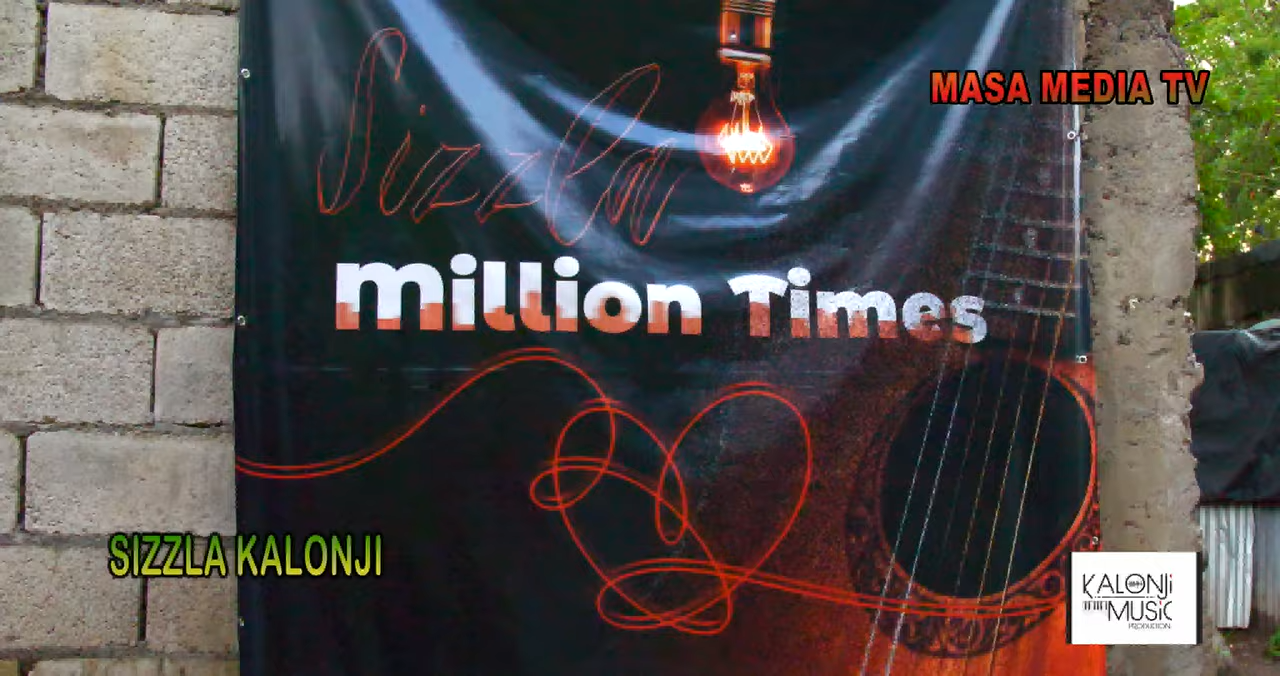 MASA MEDIA TV
Sizzla
million Times
SIZZLA KALONJI
KALONJI
MUSIC
PRODUCTION